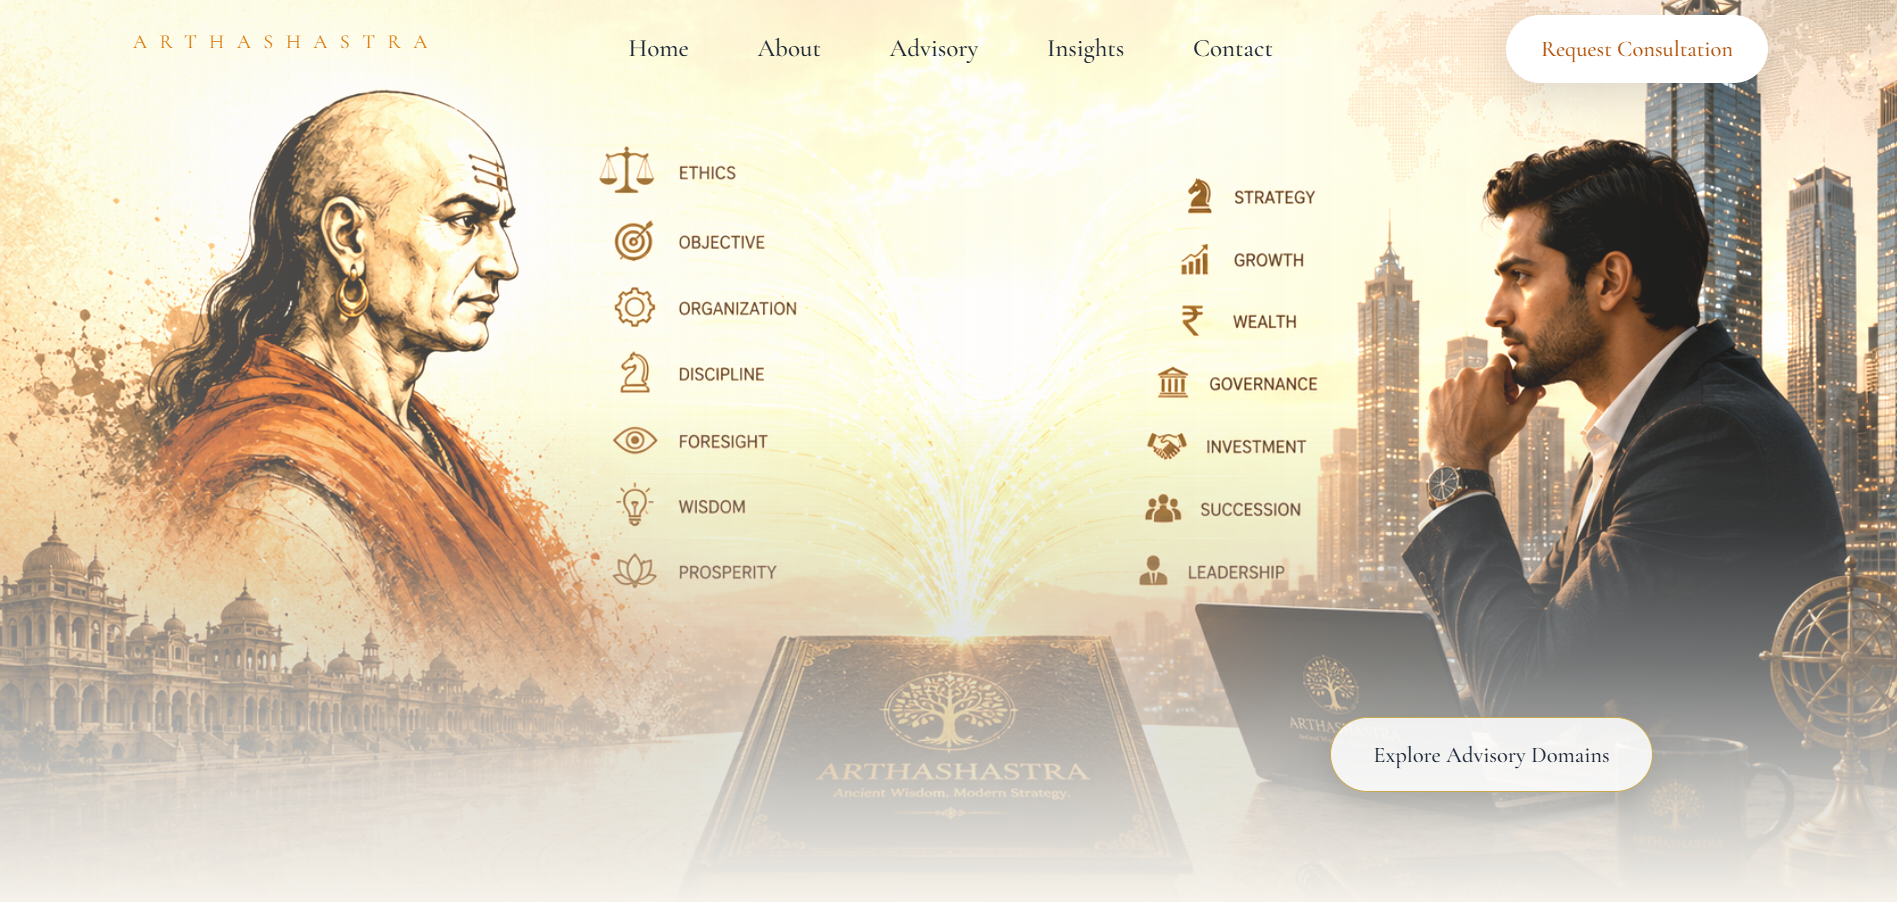 ARTHASHASTRA
Home
About
Advisory
Insights
Contact
Request Consultation
ETHICS
OBJECTIVE
ORGANIZATION
DISCIPLINE
FORESIGHT
WISDOM
PROSPERITY
STRATEGY
GROWTH
WEALTH
GOVERNANCE
INVESTMENT
SUCCESSION
LEADERSHIP
ARTHASHASTRA
Ancient Wisdom. Modern Strategy.
Explore Advisory Domains